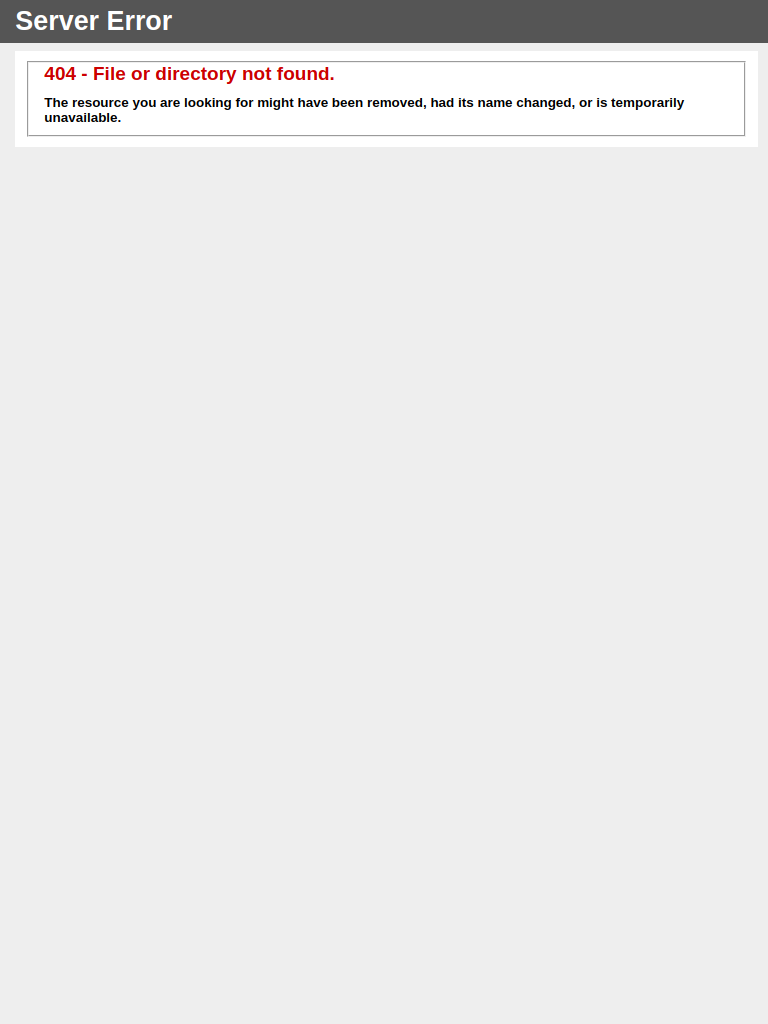 Server Error
404 - File or directory not found.
The resource you are looking for might have been removed, had its name changed, or is temporarily
unavailable.